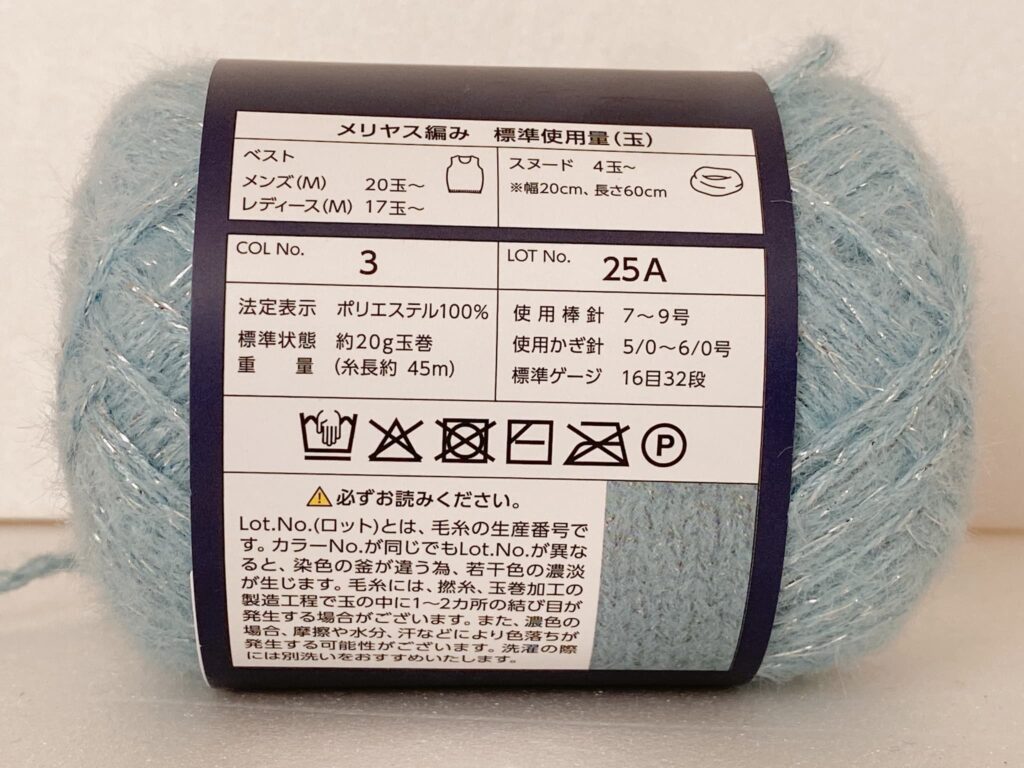 メリヤス編み 標準使用量(玉)
ベスト
メンズ(M) 20玉～
レディース(M) 17玉～
スヌード 4玉～
※幅20cm、長さ60cm
COL No. 3
LOT No. 25A
法定表示 ポリエステル100%
標準状態 約20g玉巻
重量 (糸長約 45m)
使用棒針 7～9号
使用かぎ針 5/0～6/0号
標準ゲージ 16目32段
P
必ずお読みください。
Lot.No.(ロット)とは、毛糸の生産番号で
す。カラーNo.が同じでもLot.No.が異な
ると、染色の釜が違う為、若干色の濃淡
が生じます。毛糸には、撚糸、玉巻加工の
製造工程で玉の中に1～2カ所の結び目が
発生する場合がございます。また、濃色の
場合、摩擦や水分、汗などにより色落ちが
発生する可能性がございます。洗濯の際
には別洗いをおすすめいたします。